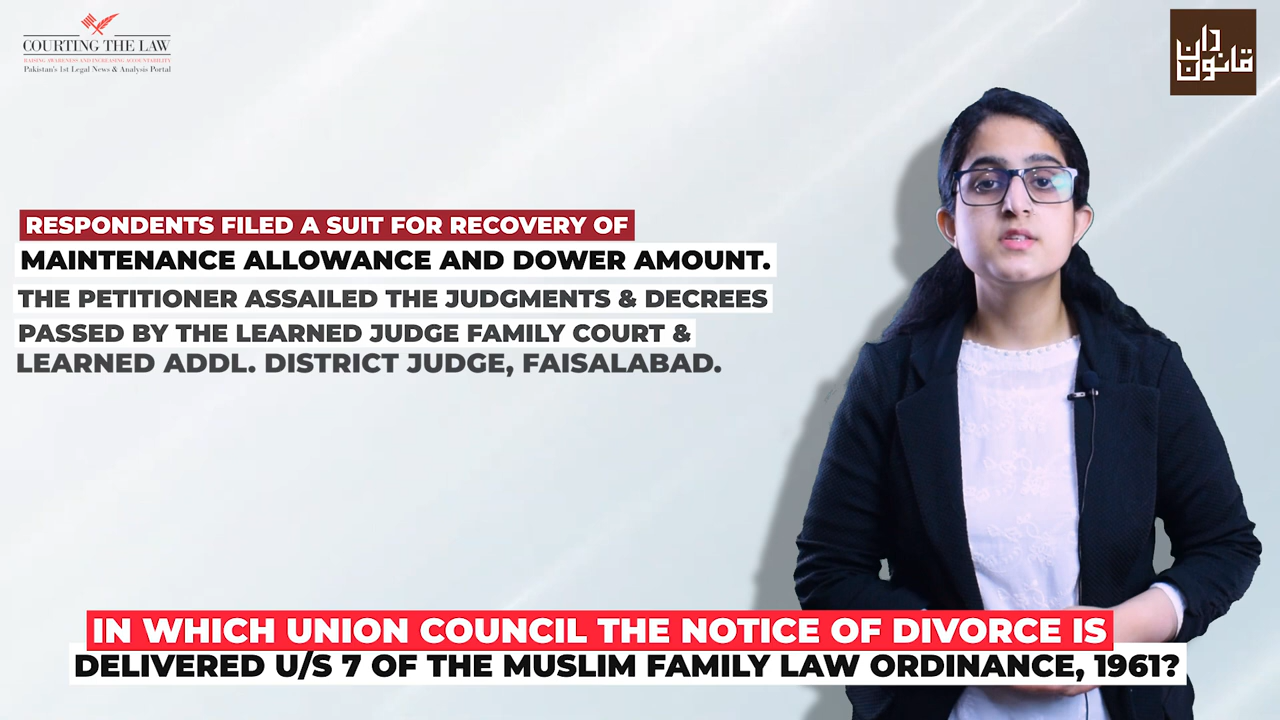 COURTING THE LAW
RAISING AWARENESS AND INCREASING ACCOUNTABILITY
Pakistan's 1st Legal News & Analysis Portal
قانون دان
RESPONDENTS FILED A SUIT FOR RECOVERY OF
MAINTENANCE ALLOWANCE AND DOWER AMOUNT.
THE PETITIONER ASSAILED THE JUDGMENTS & DECREES
PASSED BY THE LEARNED JUDGE FAMILY COURT &
LEARNED ADDL. DISTRICT JUDGE, FAISALABAD.
IN WHICH UNION COUNCIL THE NOTICE OF DIVORCE IS
DELIVERED U/S 7 OF THE MUSLIM FAMILY LAW ORDINANCE, 1961?